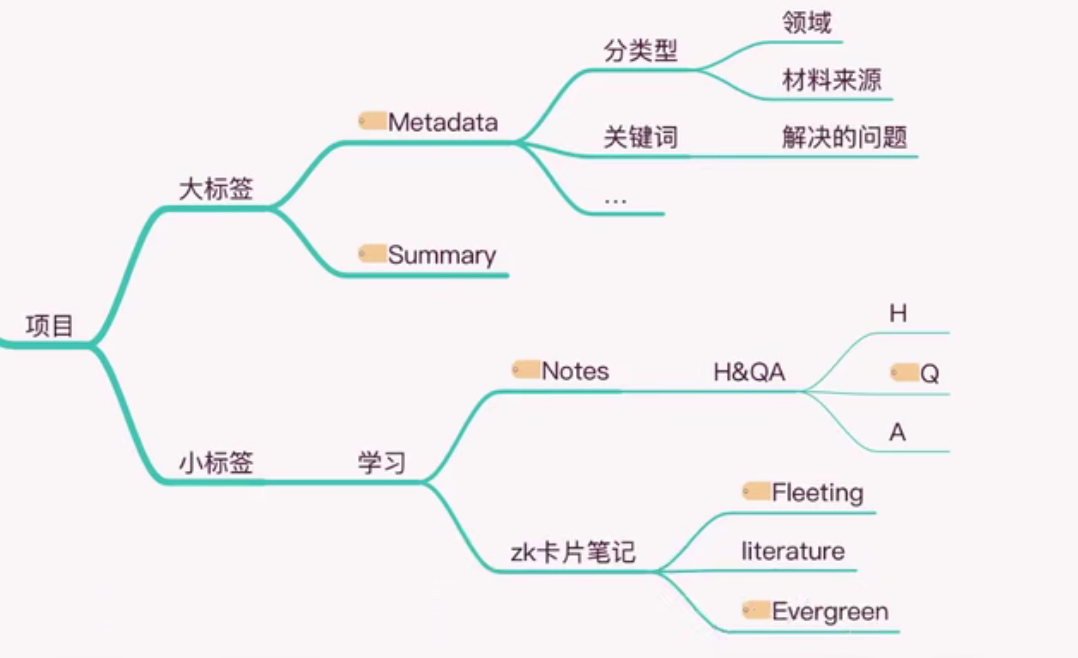 项目
大标签
Metadata
分类型
领域
材料来源
关键词
解决的问题
...
Summary
小标签
学习
Notes
H&QA
H
Q
A
zk卡片笔记
Fleeting
literature
Evergreen